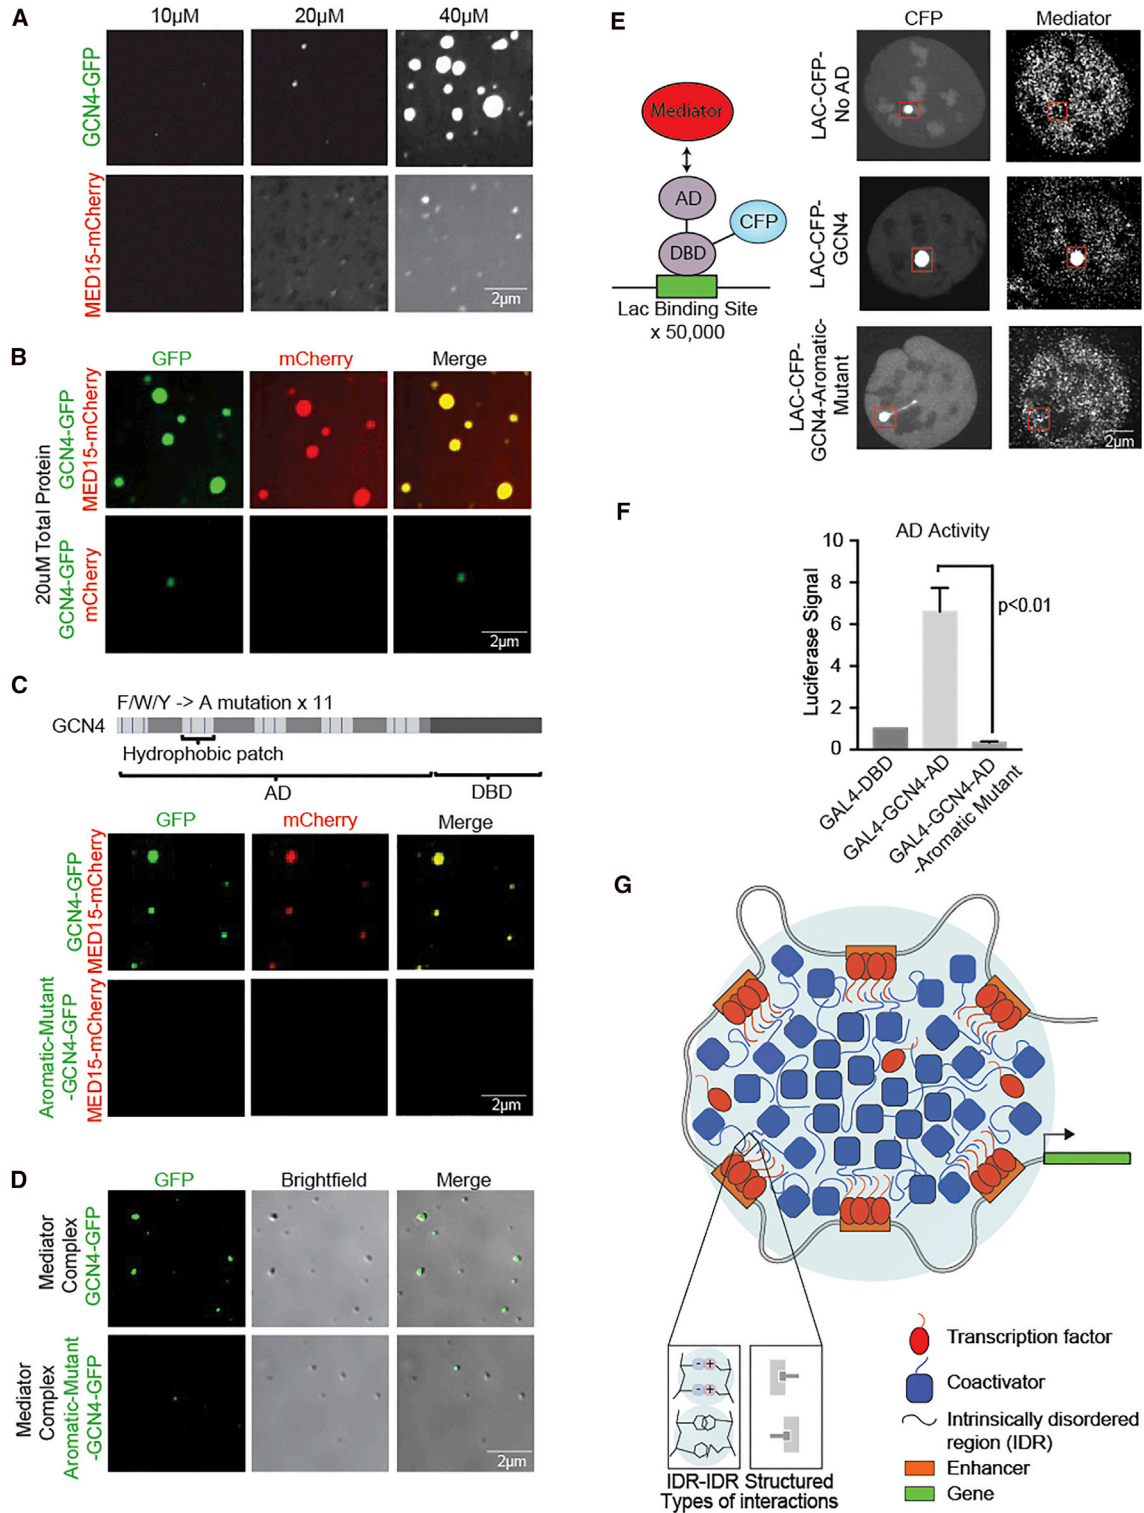 A
10µM 20µM 40µM
GCN4-GFP
MED15-mCherry
2µm
B
GFP mCherry Merge
20uM Total Protein
GCN4-GFP
MED15-mCherry
GCN4-GFP
mCherry
2µm
C
F/W/Y -> A mutation x 11
GCN4
Hydrophobic patch
AD DBD
GFP mCherry Merge
GCN4-GFP
MED15-mCherry
Aromatic-Mutant
-GCN4-GFP
MED15-mCherry
2µm
D
GFP Brightfield Merge
Mediator
Complex
GCN4-GFP
Mediator
Complex
Aromatic-Mutant
-GCN4-GFP
2µm
E
CFP Mediator
Mediator
AD
CFP
DBD
Lac Binding Site
x 50,000
LAC-CFP-
No AD
LAC-CFP-
GCN4
LAC-CFP-
GCN4-Aromatic-
Mutant
2µm
F
AD Activity
Luciferase Signal
10
8
6
4
2
0
p<0.01
GAL4-DBD
GAL4-GCN4-AD
GAL4-GCN4-AD
-Aromatic Mutant
G
- +
- +
IDR-IDR Structured
Types of interactions
Transcription factor
Coactivator
Intrinsically disordered
region (IDR)
Enhancer
Gene